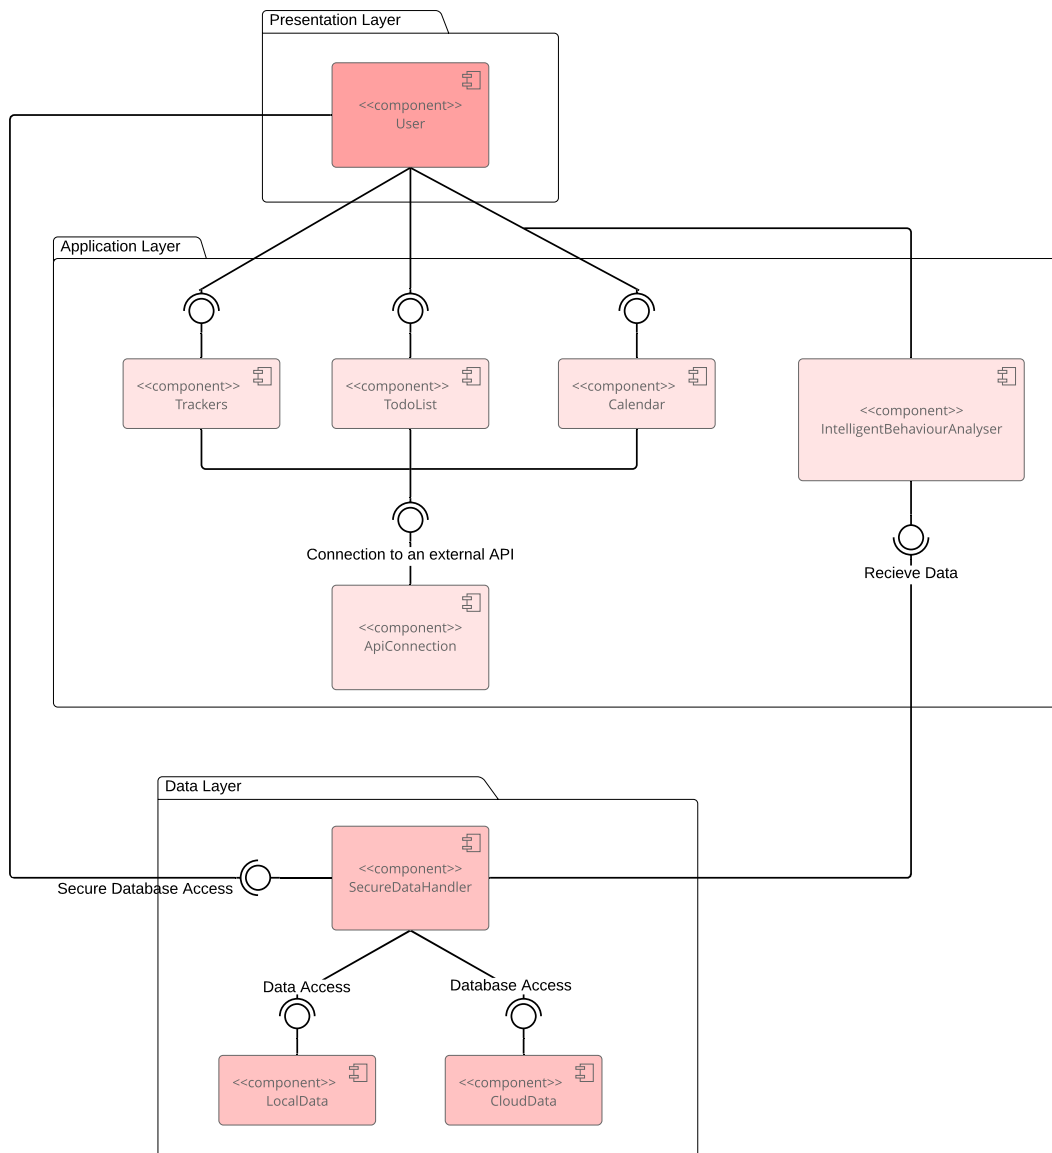 Presentation Layer
<<component>>
User
Application Layer
<<component>>
Trackers
<<component>>
TodoList
<<component>>
Calendar
<<component>>
IntelligentBehaviourAnalyser
Connection to an external API
Recieve Data
<<component>>
ApiConnection
Data Layer
<<component>>
SecureDataHandler
Secure Database Access
Data Access
Database Access
<<component>>
LocalData
<<component>>
CloudData